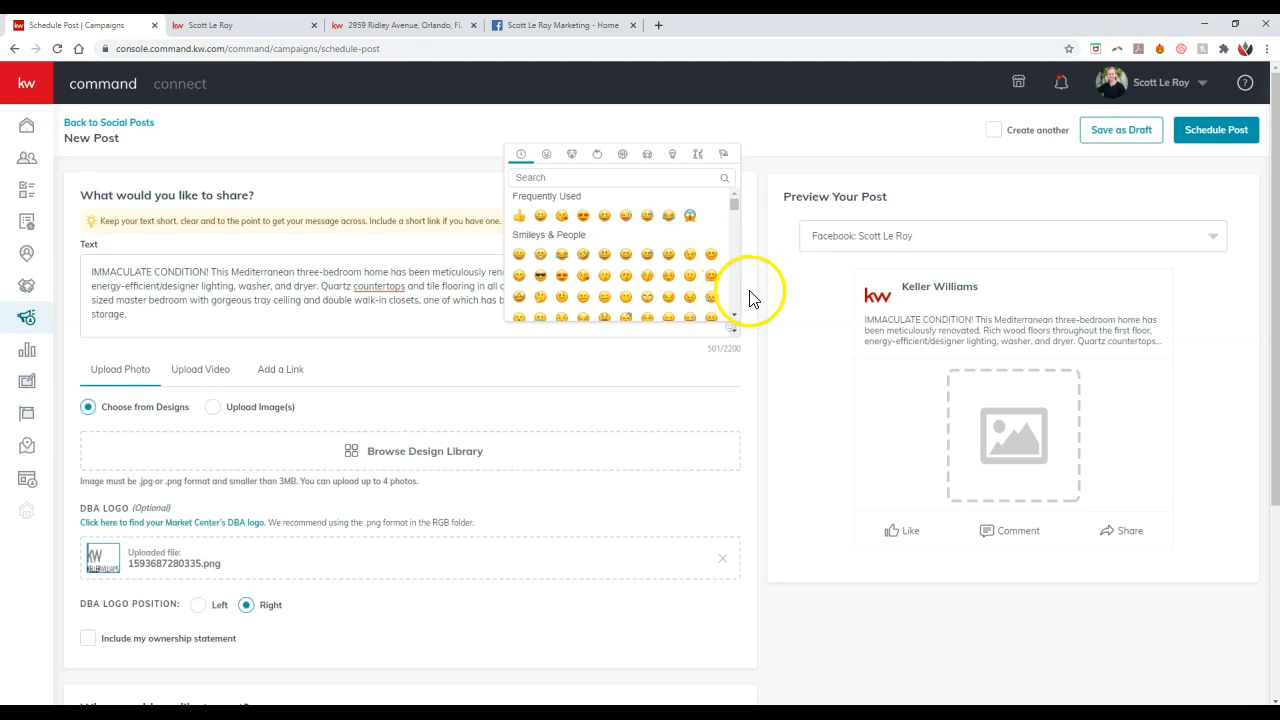 Schedule Post | Campaigns
kw Scott Le Roy
kw 2959 Ridley Avenue, Orlando, FL
Scott Le Roy Marketing - Home
console.command.kw.com/command/campaigns/schedule-post
kw command connect
Scott Le Roy
Back to Social Posts
New Post
Create another
Save as Draft
Schedule Post
What would you like to share?
Keep your text short, clear and to the point to get your message across. Include a short link if you have one.
Text
IMMACULATE CONDITION! This Mediterranean three-bedroom home has been meticulously
energy-efficient/designer lighting, washer, and dryer. Quartz countertops and tile flooring in all
sized master bedroom with gorgeous tray ceiling and double walk-in closets, one of which has
storage.
501/2200
Search
Frequently Used
Smileys & People
Upload Photo
Upload Video
Add a Link
Choose from Designs
Upload Image(s)
Browse Design Library
Image must be .jpg or .png format and smaller than 3MB. You can upload up to 4 photos.
DBA LOGO (Optional)
Click here to find your Market Center's DBA logo. We recommend using the .png format in the RGB folder.
kw
KELLERWILLIAMS
Uploaded file:
1593687280335.png
DBA LOGO POSITION:
Left
Right
Include my ownership statement
Preview Your Post
Facebook: Scott Le Roy
kw Keller Williams
IMMACULATE CONDITION! This Mediterranean three-bedroom home has
been meticulously renovated. Rich wood floors throughout the first floor,
energy-efficient/designer lighting, washer, and dryer. Quartz countertops...
Like
Comment
Share